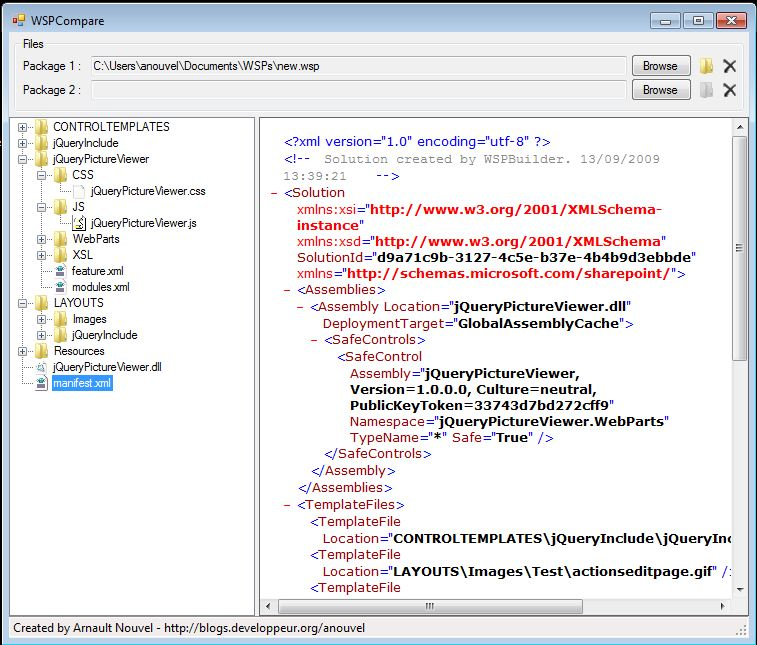 WSPCompare
Files
Package 1 : C:\Users\anouvel\Documents\WSPs\new.wsp Browse
Package 2 : Browse
CONTROLTEMPLATES
jQueryInclude
jQueryPictureViewer
CSS
jQueryPictureViewer.css
JS
jQueryPictureViewer.js
WebParts
XSL
feature.xml
modules.xml
LAYOUTS
Images
jQueryInclude
Resources
jQueryPictureViewer.dll
manifest.xml
<?xml version="1.0" encoding="utf-8" ?>
<!-- Solution created by WSPBuilder. 13/09/2009
13:39:21 -->
- <Solution
xmlns:xsi="http://www.w3.org/2001/XMLSchema-
instance"
xmlns:xsd="http://www.w3.org/2001/XMLSchema"
SolutionId="d9a71c9b-3127-4c5e-b37e-4b4b9d3ebbde"
xmlns="http://schemas.microsoft.com/sharepoint/">
- <Assemblies>
- <Assembly Location="jQueryPictureViewer.dll"
DeploymentTarget="GlobalAssemblyCache">
- <SafeControls>
<SafeControl
Assembly="jQueryPictureViewer,
Version=1.0.0.0, Culture=neutral,
PublicKeyToken=33743d7bd272cff9"
Namespace="jQueryPictureViewer.WebParts"
TypeName="*" Safe="True" />
</SafeControls>
</Assembly>
</Assemblies>
- <TemplateFiles>
<TemplateFile
Location="CONTROLTEMPLATES\jQueryInclude\jQueryInc
<TemplateFile
Location="LAYOUTS\Images\Test\actionseditpage.gif" />
<TemplateFile
Created by Arnault Nouvel - http://blogs.developpeur.org/anouvel